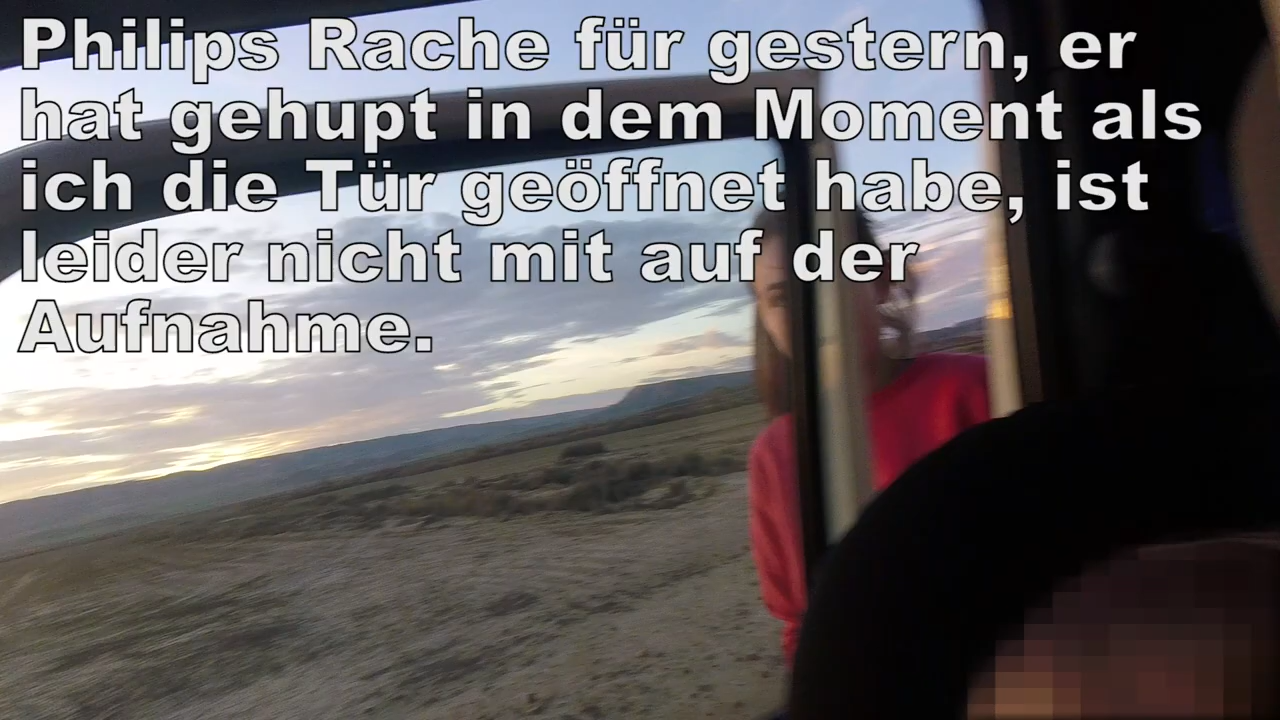 Philips Rache für gestern, er
hat gehupt in dem Moment als
ich die Tür geöffnet habe, ist
leider nicht mit auf der
Aufnahme.